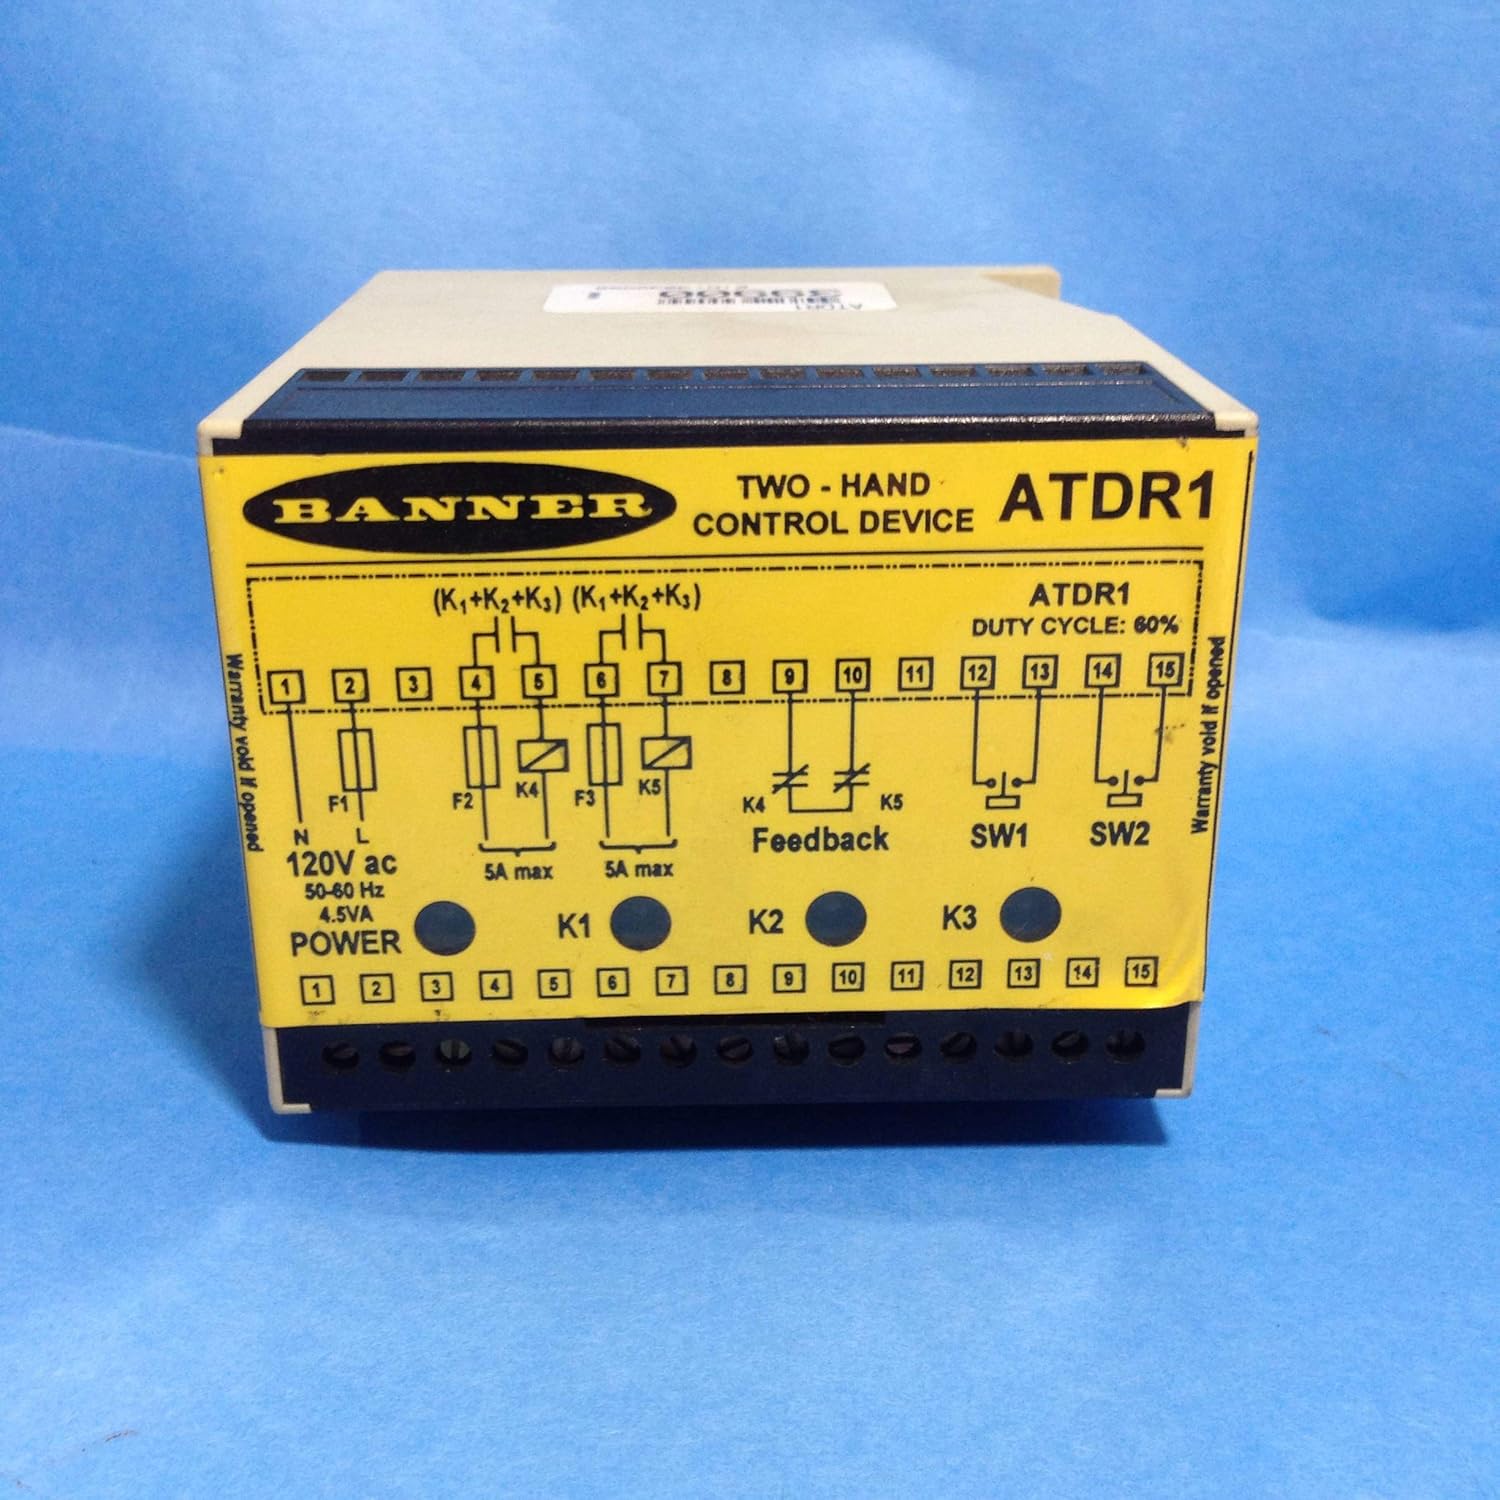 39900
ATDR1
BANNER
TWO - HAND
CONTROL DEVICE
ATDR1
(K1+K2+K3) (K1+K2+K3)
ATDR1
DUTY CYCLE: 60%
1 2 3 4 5 6 7 8 9 10 11 12 13 14 15
F1
F2
K4
F3
K5
K4
K5
N L
120V ac
50-60 Hz
4.5VA
POWER
5A max
5A max
Feedback
SW1
SW2
K1
K2
K3
1 2 3 4 5 6 7 8 9 10 11 12 13 14 15
Warranty void if opened
Warranty void if opened